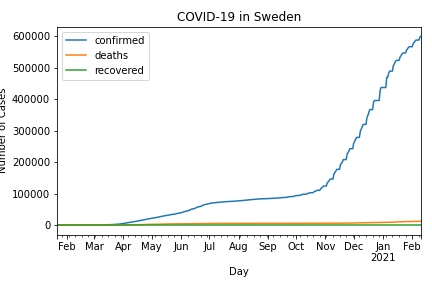 COVID-19 in Sweden
confirmed
deaths
recovered
Number of Cases
600000
500000
400000
300000
200000
100000
0
Feb Mar Apr May Jun Jul Aug Sep Oct Nov Dec Jan Feb
2021
Day